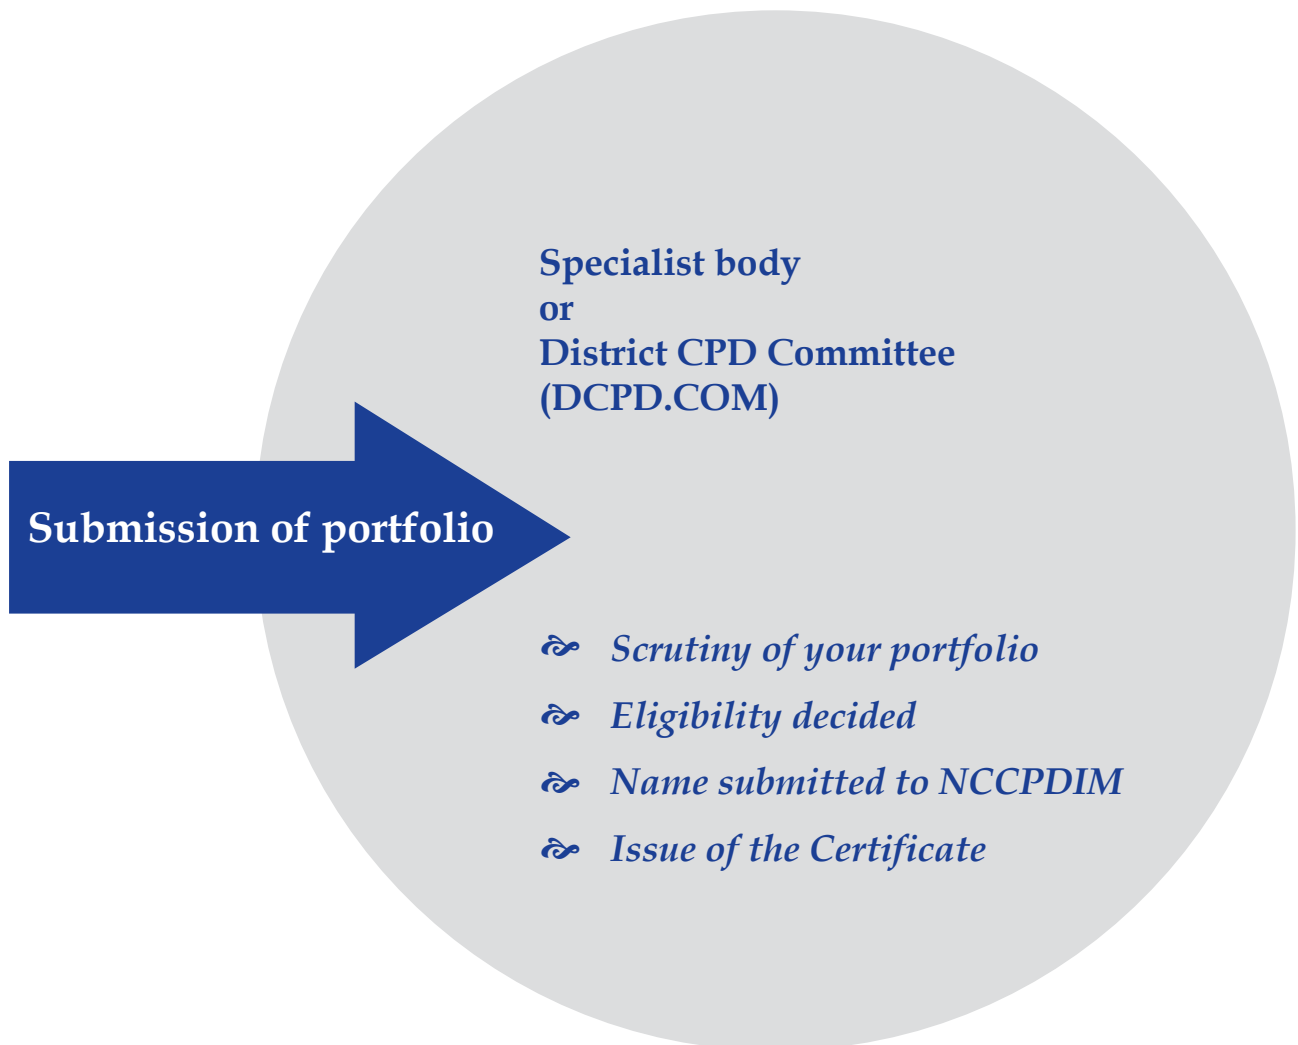 Specialist body
or
District CPD Committee
(DCPD.COM)
Submission of portfolio
Scrutiny of your portfolio
Eligibility decided
Name submitted to NCCPDIM
Issue of the Certificate